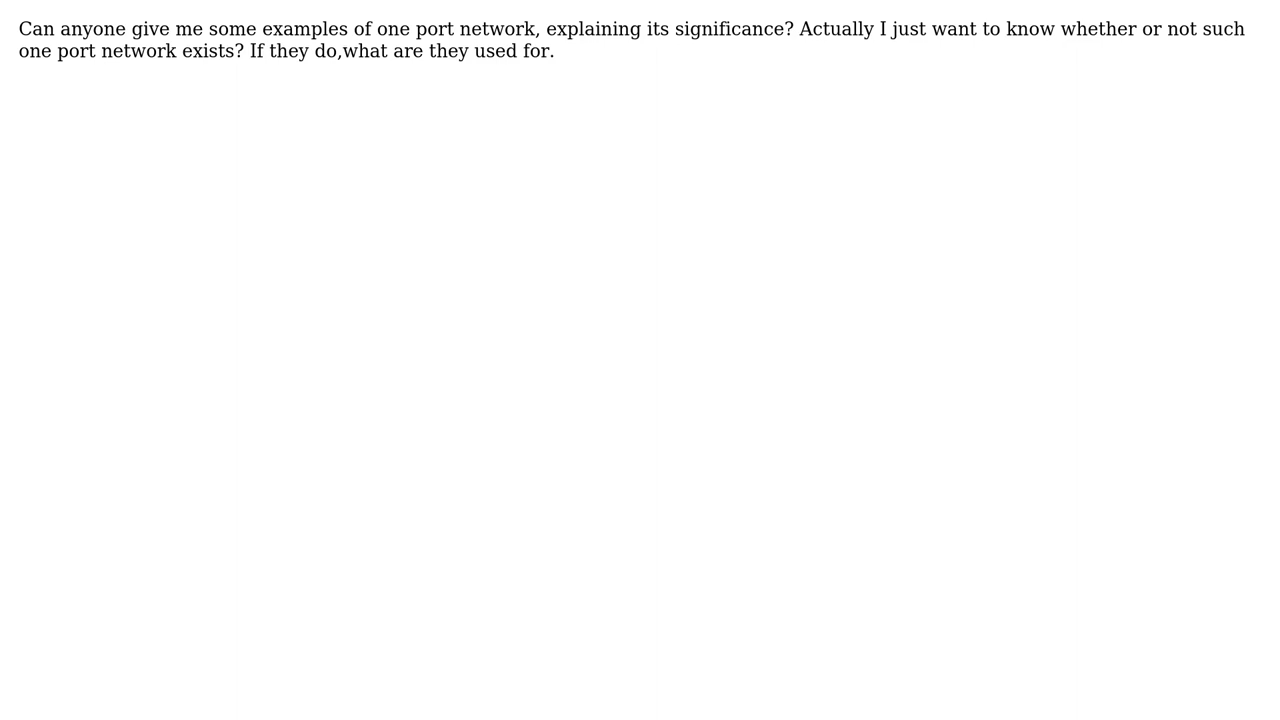 Can anyone give me some examples of one port network, explaining its significance? Actually I just want to know whether or not such
one port network exists? If they do,what are they used for.